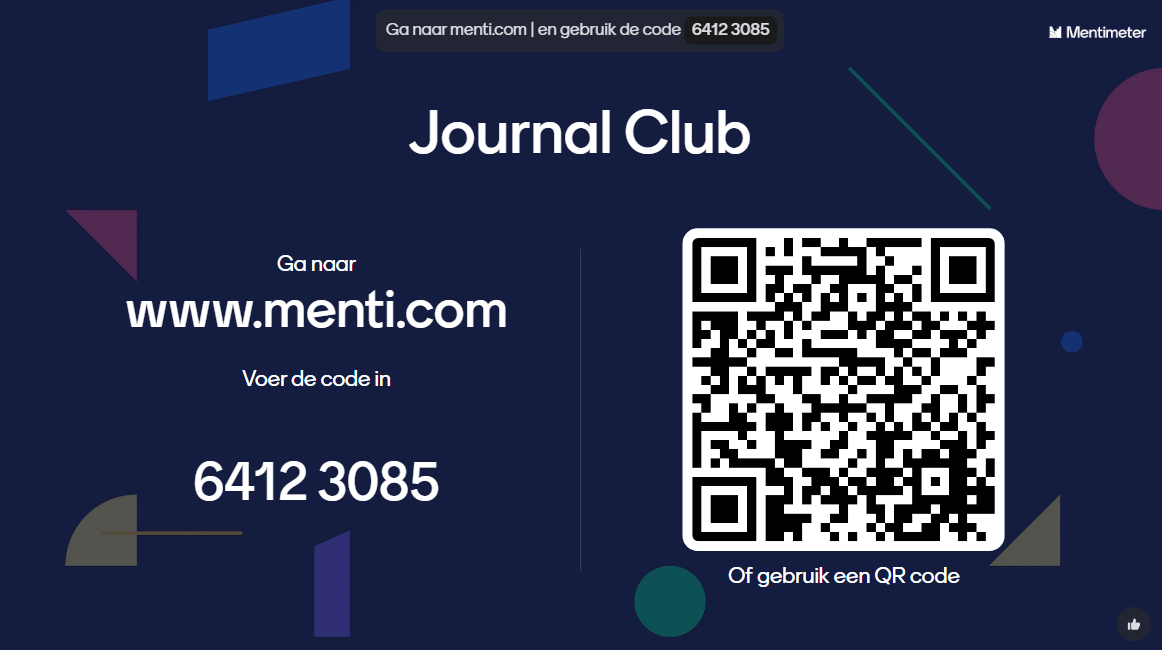 Ga naar menti.com | en gebruik de code 6412 3085
Mentimeter
Journal Club
Ga naar
www.menti.com
Voer de code in
6412 3085
Of gebruik een QR code